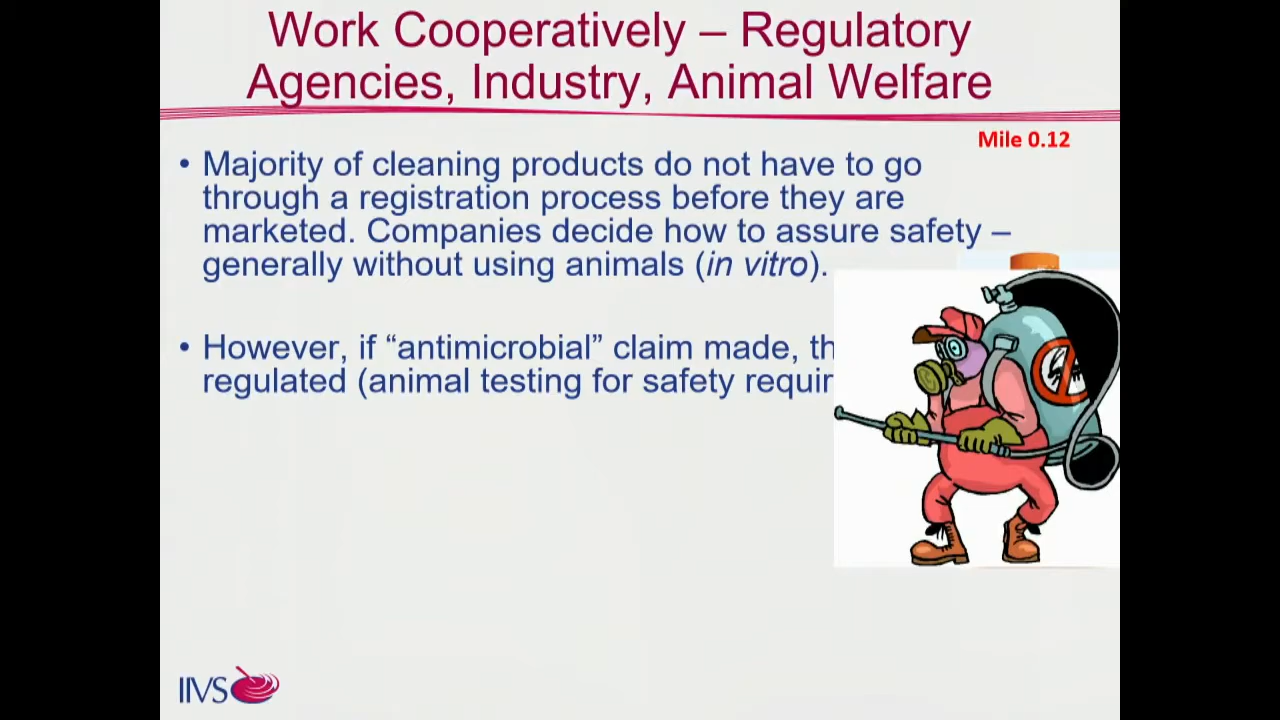 Work Cooperatively – Regulatory
Agencies, Industry, Animal Welfare
Mile 0.12
• Majority of cleaning products do not have to go
through a registration process before they are
marketed. Companies decide how to assure safety –
generally without using animals (in vitro).
• However, if “antimicrobial” claim made,
regulated (animal testing for safety
IIVS